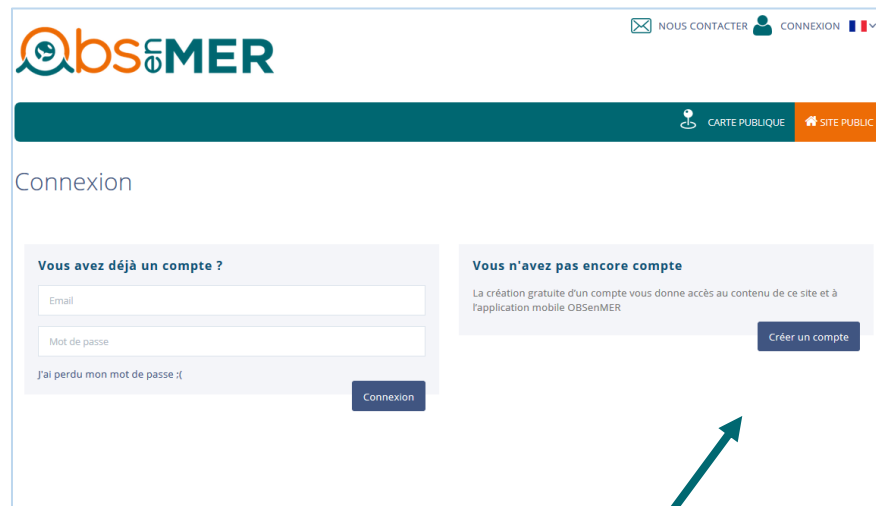 NOUS CONTACTER CONNEXION
ObsenMER
CARTE PUBLIQUE SITE PUBLIC
Connexion
Vous avez déjà un compte ? 
Email
Mot de passe
J'ai perdu mon mot de passe ;(
Connexion
Vous n'avez pas encore compte
La création gratuite d'un compte vous donne accès au contenu de ce site et à
l'application mobile OBSenMER
Créer un compte